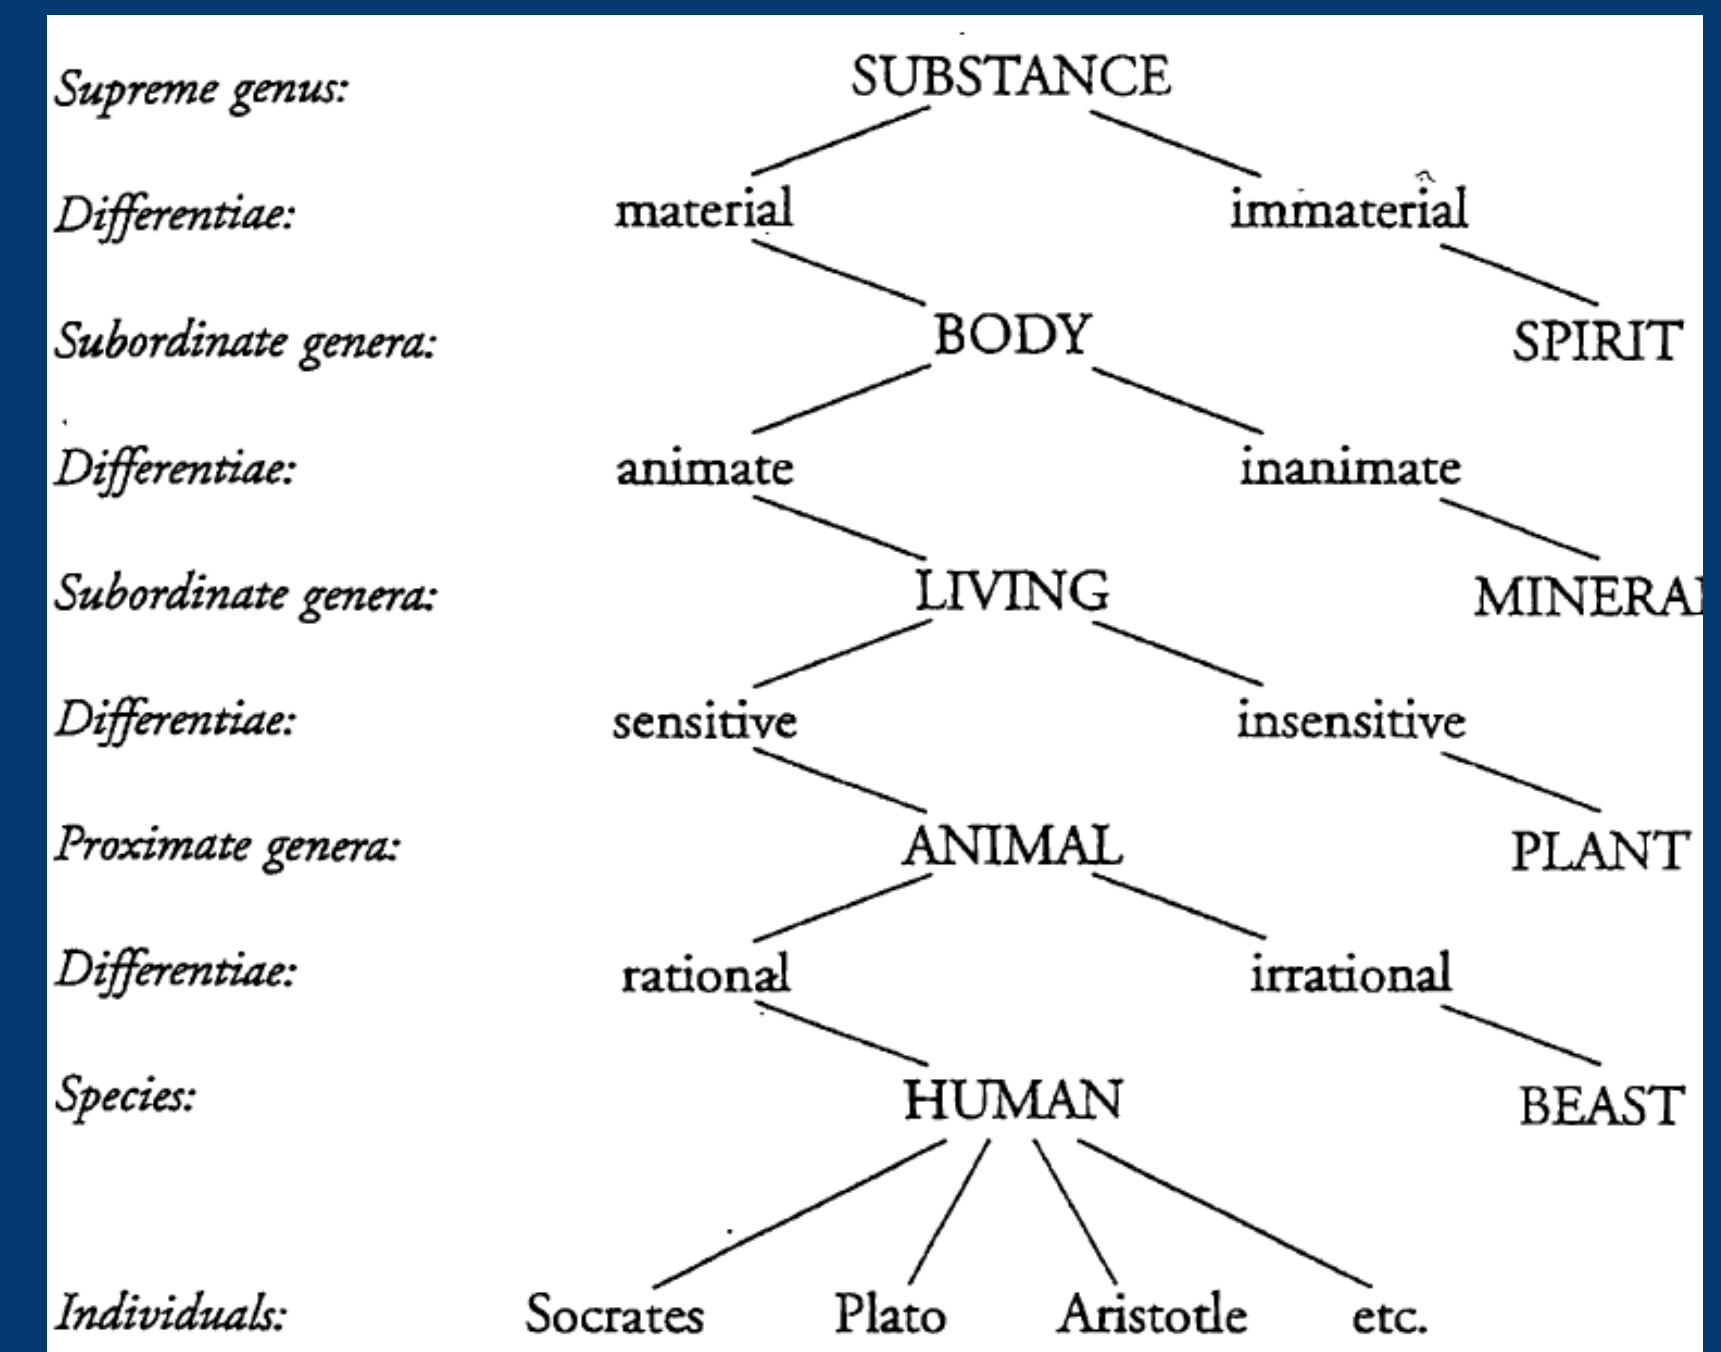 Supreme genus: SUBSTANCE
Differentiae: material immaterial
Subordinate genera: BODY SPIRIT
Differentiae: animate inanimate
Subordinate genera: LIVING MINERAL
Differentiae: sensitive insensitive
Proximate genera: ANIMAL PLANT
Differentiae: rational irrational
Species: HUMAN BEAST
Individuals: Socrates Plato Aristotle etc.